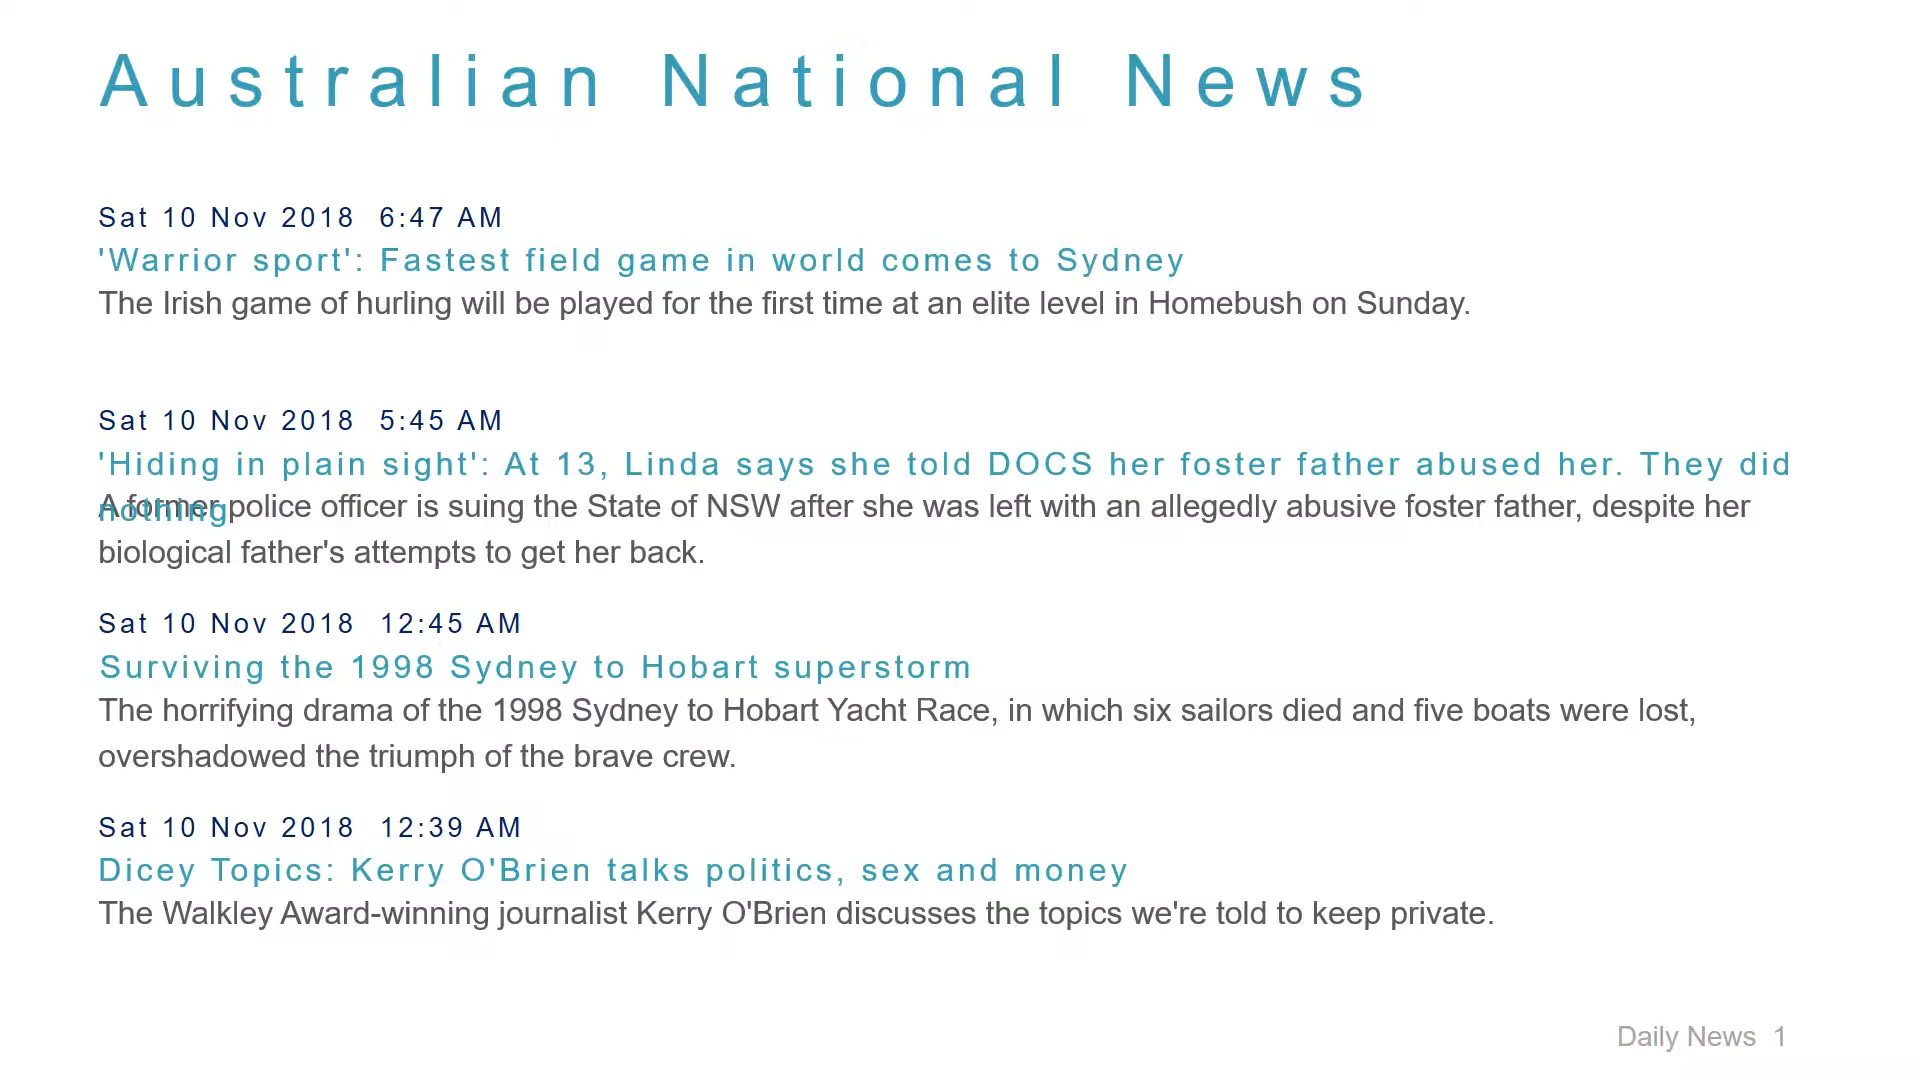 Australian National News
Sat 10 Nov 2018  6:47 AM
'Warrior sport': Fastest field game in world comes to Sydney
The Irish game of hurling will be played for the first time at an elite level in Homebush on Sunday.
Sat 10 Nov 2018  5:45 AM
'Hiding in plain sight': At 13, Linda says she told DOCS her foster father abused her. They did
nothing
A former police officer is suing the State of NSW after she was left with an allegedly abusive foster father, despite her
biological father's attempts to get her back.
Sat 10 Nov 2018  12:45 AM
Surviving the 1998 Sydney to Hobart superstorm
The horrifying drama of the 1998 Sydney to Hobart Yacht Race, in which six sailors died and five boats were lost,
overshadowed the triumph of the brave crew.
Sat 10 Nov 2018  12:39 AM
Dicey Topics: Kerry O'Brien talks politics, sex and money
The Walkley Award-winning journalist Kerry O'Brien discusses the topics we're told to keep private.
Daily News  1